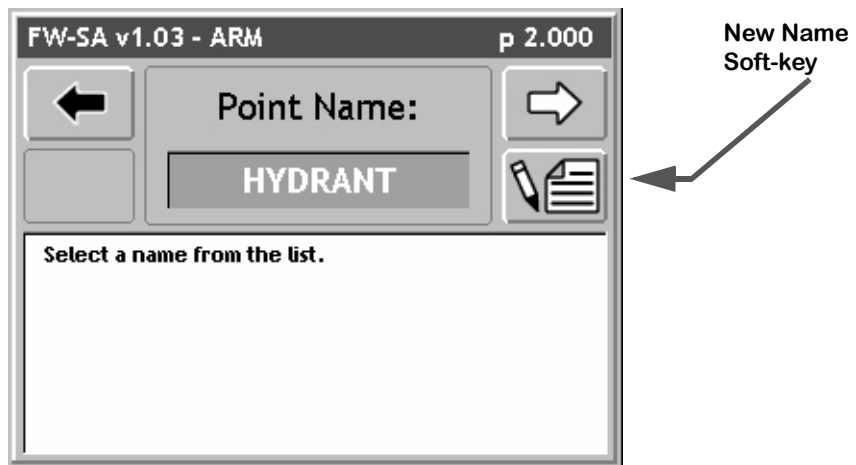 FW-SA v1.03 - ARM p 2.000
New Name
Soft-key
Point Name:
HYDRANT
Select a name from the list.